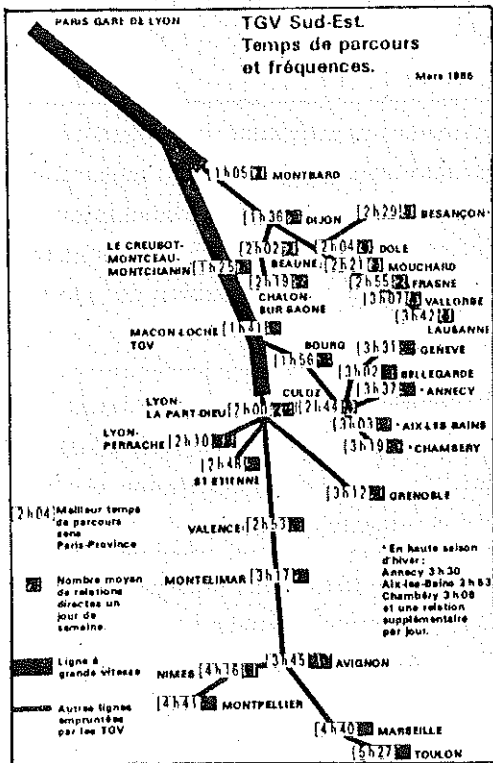 PARIS GARE DE LYON
TGV Sud-Est.
Temps de parcours
et fréquences.
Mars 1986
1h05 MONTBARD
1h36 DIJON
2h29 BESANÇON
2h02 BEAUNE
2h04 DOLE
LE CREUSOT-
MONTCEAU-
MONTCHANIN 1h25
2h21 MOUCHARD
2h19 CHALON-
SUR SAONE
2h55 FRASNE
3h07 VALLORBE
3h42 LAUSANNE
MACON-LOCHE
TGV 1h41
BOURG
1h56
3h31 GENEVE
3h02 BELLEGARDE
3h37 *ANNECY
CULOZ 2h44
LYON-
LA PART-DIEU 2h00
3h03 *AIX-LES-BAINS
LYON-
PERRACHE 2h10
3h19 *CHAMBERY
2h48
ST ETIENNE
3h12 GRENOBLE
2h04 Meilleur temps
de parcours
sens
Paris-Province
VALENCE 2h53
Nombre moyen
de relations
directes un
jour de
semaine.
MONTELIMAR 3h17
* En haute saison
d'hiver:
Annecy 3h30
Aix-les-Bains 2h53
Chambéry 3h08
et une relation
supplémentaire
par jour.
Ligne à
grande vitesse
NIMES 4h16
3h45 AVIGNON
Autres lignes
empruntées
par les TGV
4h41 MONTPELLIER
4h40 MARSEILLE
5h27 TOULON